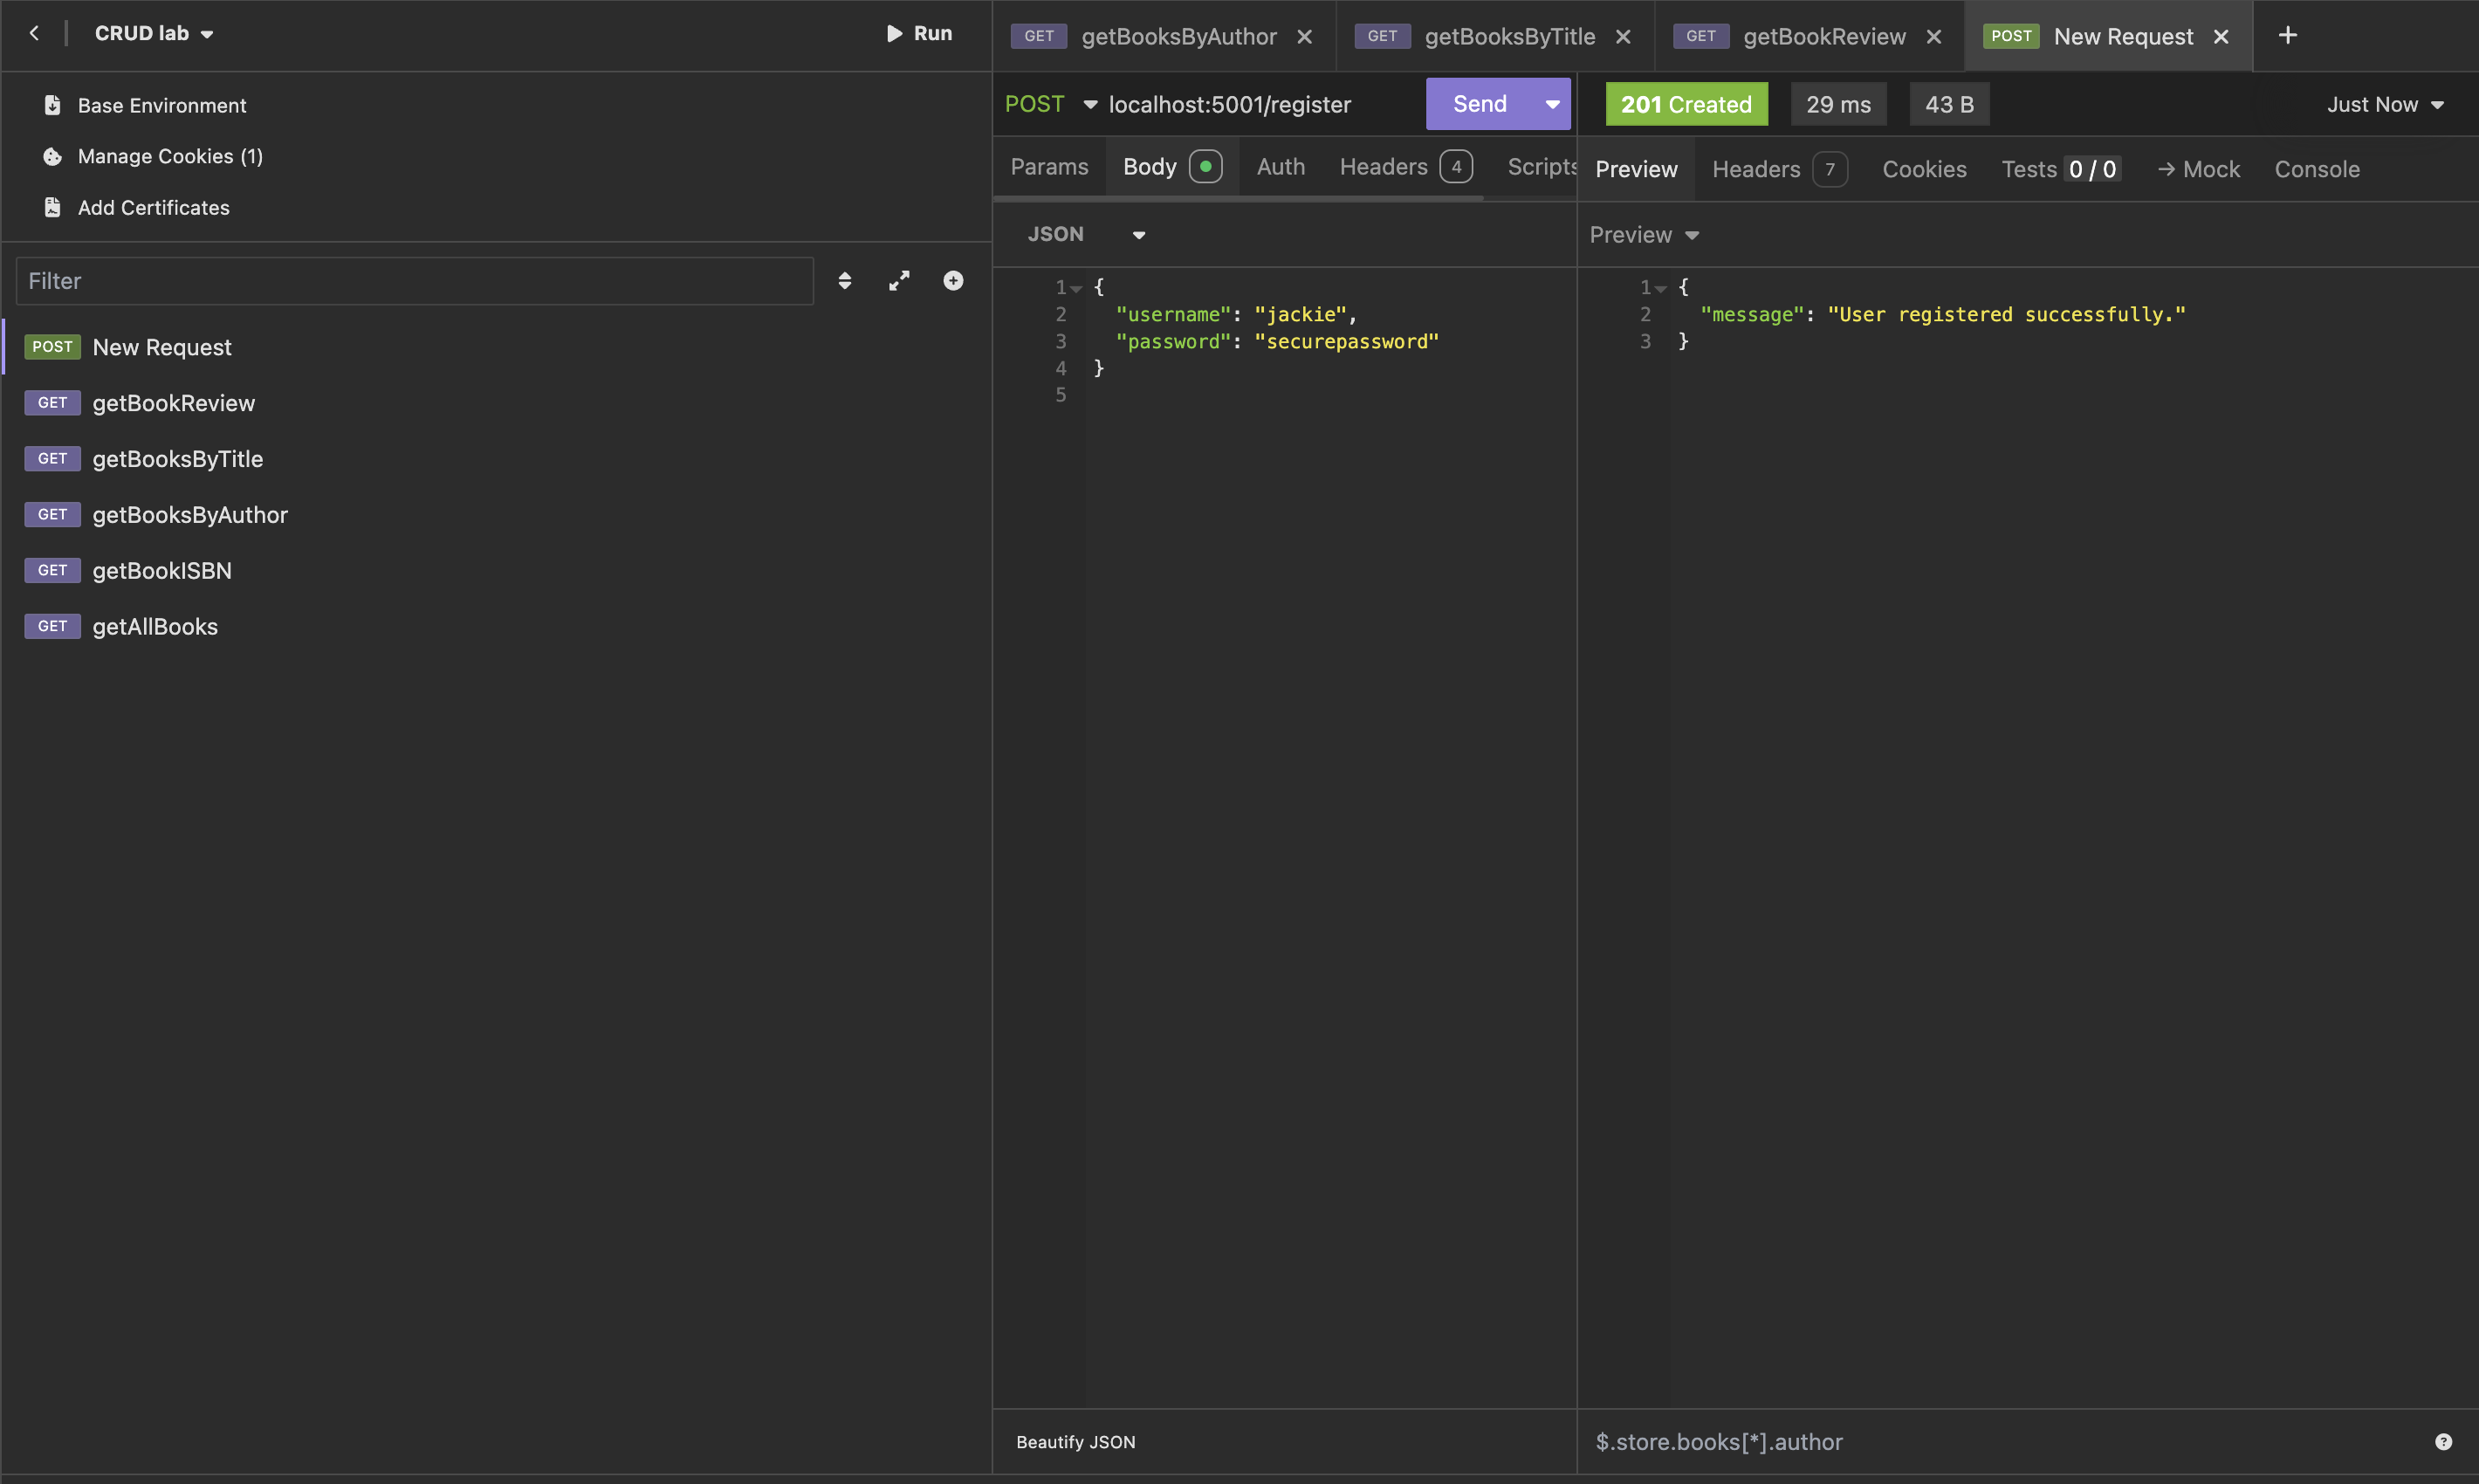 CRUD lab
Run
Base Environment
Manage Cookies (1)
Add Certificates
Filter
POST New Request
GET getBookReview
GET getBooksByTitle
GET getBooksByAuthor
GET getBookISBN
GET getAllBooks
GET getBooksByAuthor
GET getBooksByTitle
GET getBookReview
POST New Request
POST localhost:5001/register
Send
Params Body Auth Headers 4 Scripts
JSON
1 {
2 "username": "jackie",
3 "password": "securepassword"
4 }
5
Beautify JSON
201 Created 29 ms 43 B
Just Now
Preview Headers 7 Cookies Tests 0 / 0 → Mock Console
Preview
1 {
2 "message": "User registered successfully."
3 }
$.store.books[*].author
?